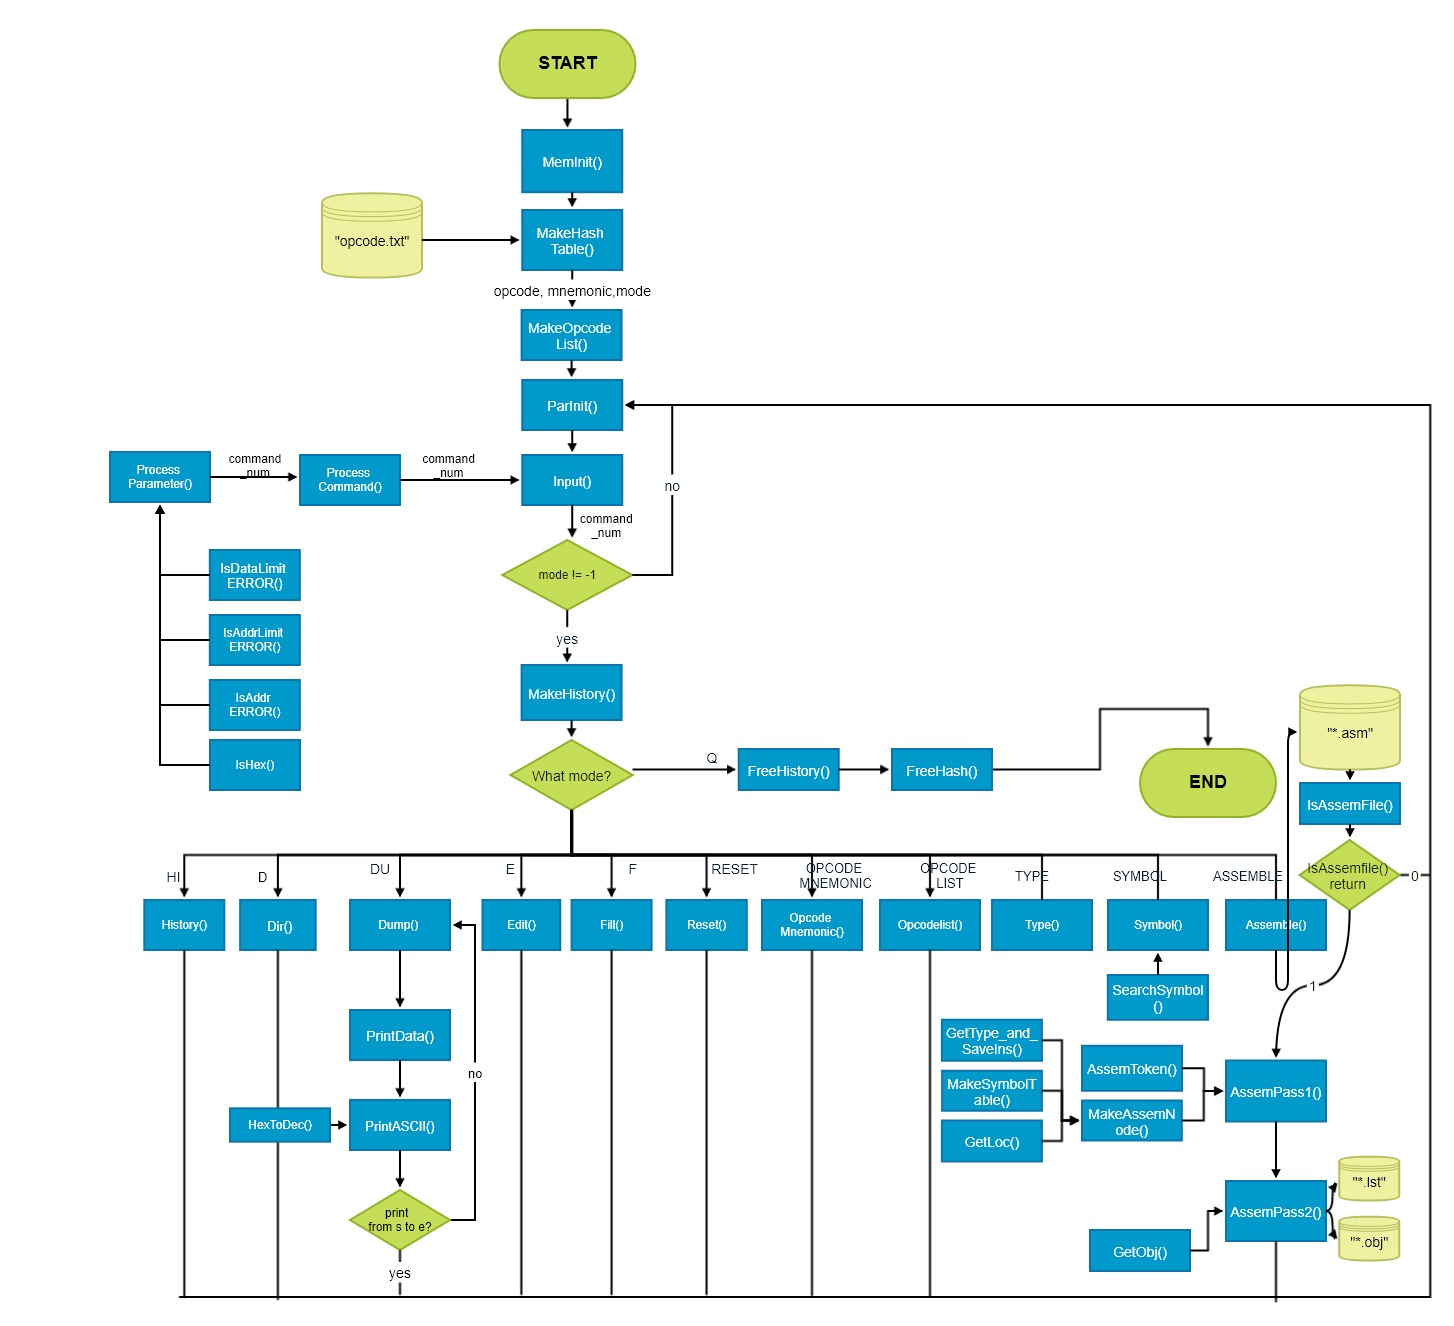 START
MemInit()
"opcode.txt"
MakeHash
Table()
opcode, mnemonic,mode
MakeOpcode
List()
ParInit()
Process
Parameter()
command
_num
Process
Command()
command
_num
Input()
no
command
_num
mode != -1
IsDataLimit
ERROR()
IsAddrLimit
ERROR()
yes
IsAddr
ERROR()
MakeHistory()
IsHex()
What mode?
Q
FreeHistory()
FreeHash()
END
"*.asm"
IsAssemFile()
IsAssemfile()
return
0
HI
D
DU
E
F
RESET
OPCODE
MNEMONIC
OPCODE
LIST
TYPE
SYMBOL
ASSEMBLE
History()
Dir()
Dump()
Edit()
Fill()
Reset()
Opcode
Mnemonic()
Opcodelist()
Type()
Symbol()
Assemble()
SearchSymbol
()
1
PrintData()
no
GetType_and_
SaveIns()
MakeSymbolT
able()
GetLoc()
AssemToken()
MakeAssemN
ode()
AssemPass1()
HexToDec()
PrintASCII()
print
from s to e?
yes
GetObj()
AssemPass2()
"*.lst"
"*.obj"